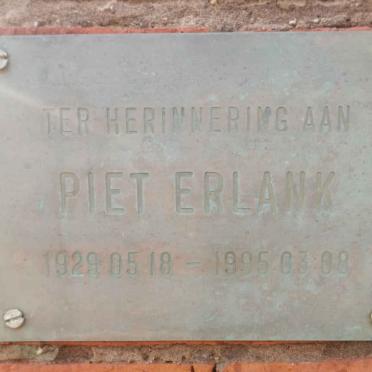 TER HERINNERING AAN
PIET ERLANK
1929 05 18 - 1995 03 08